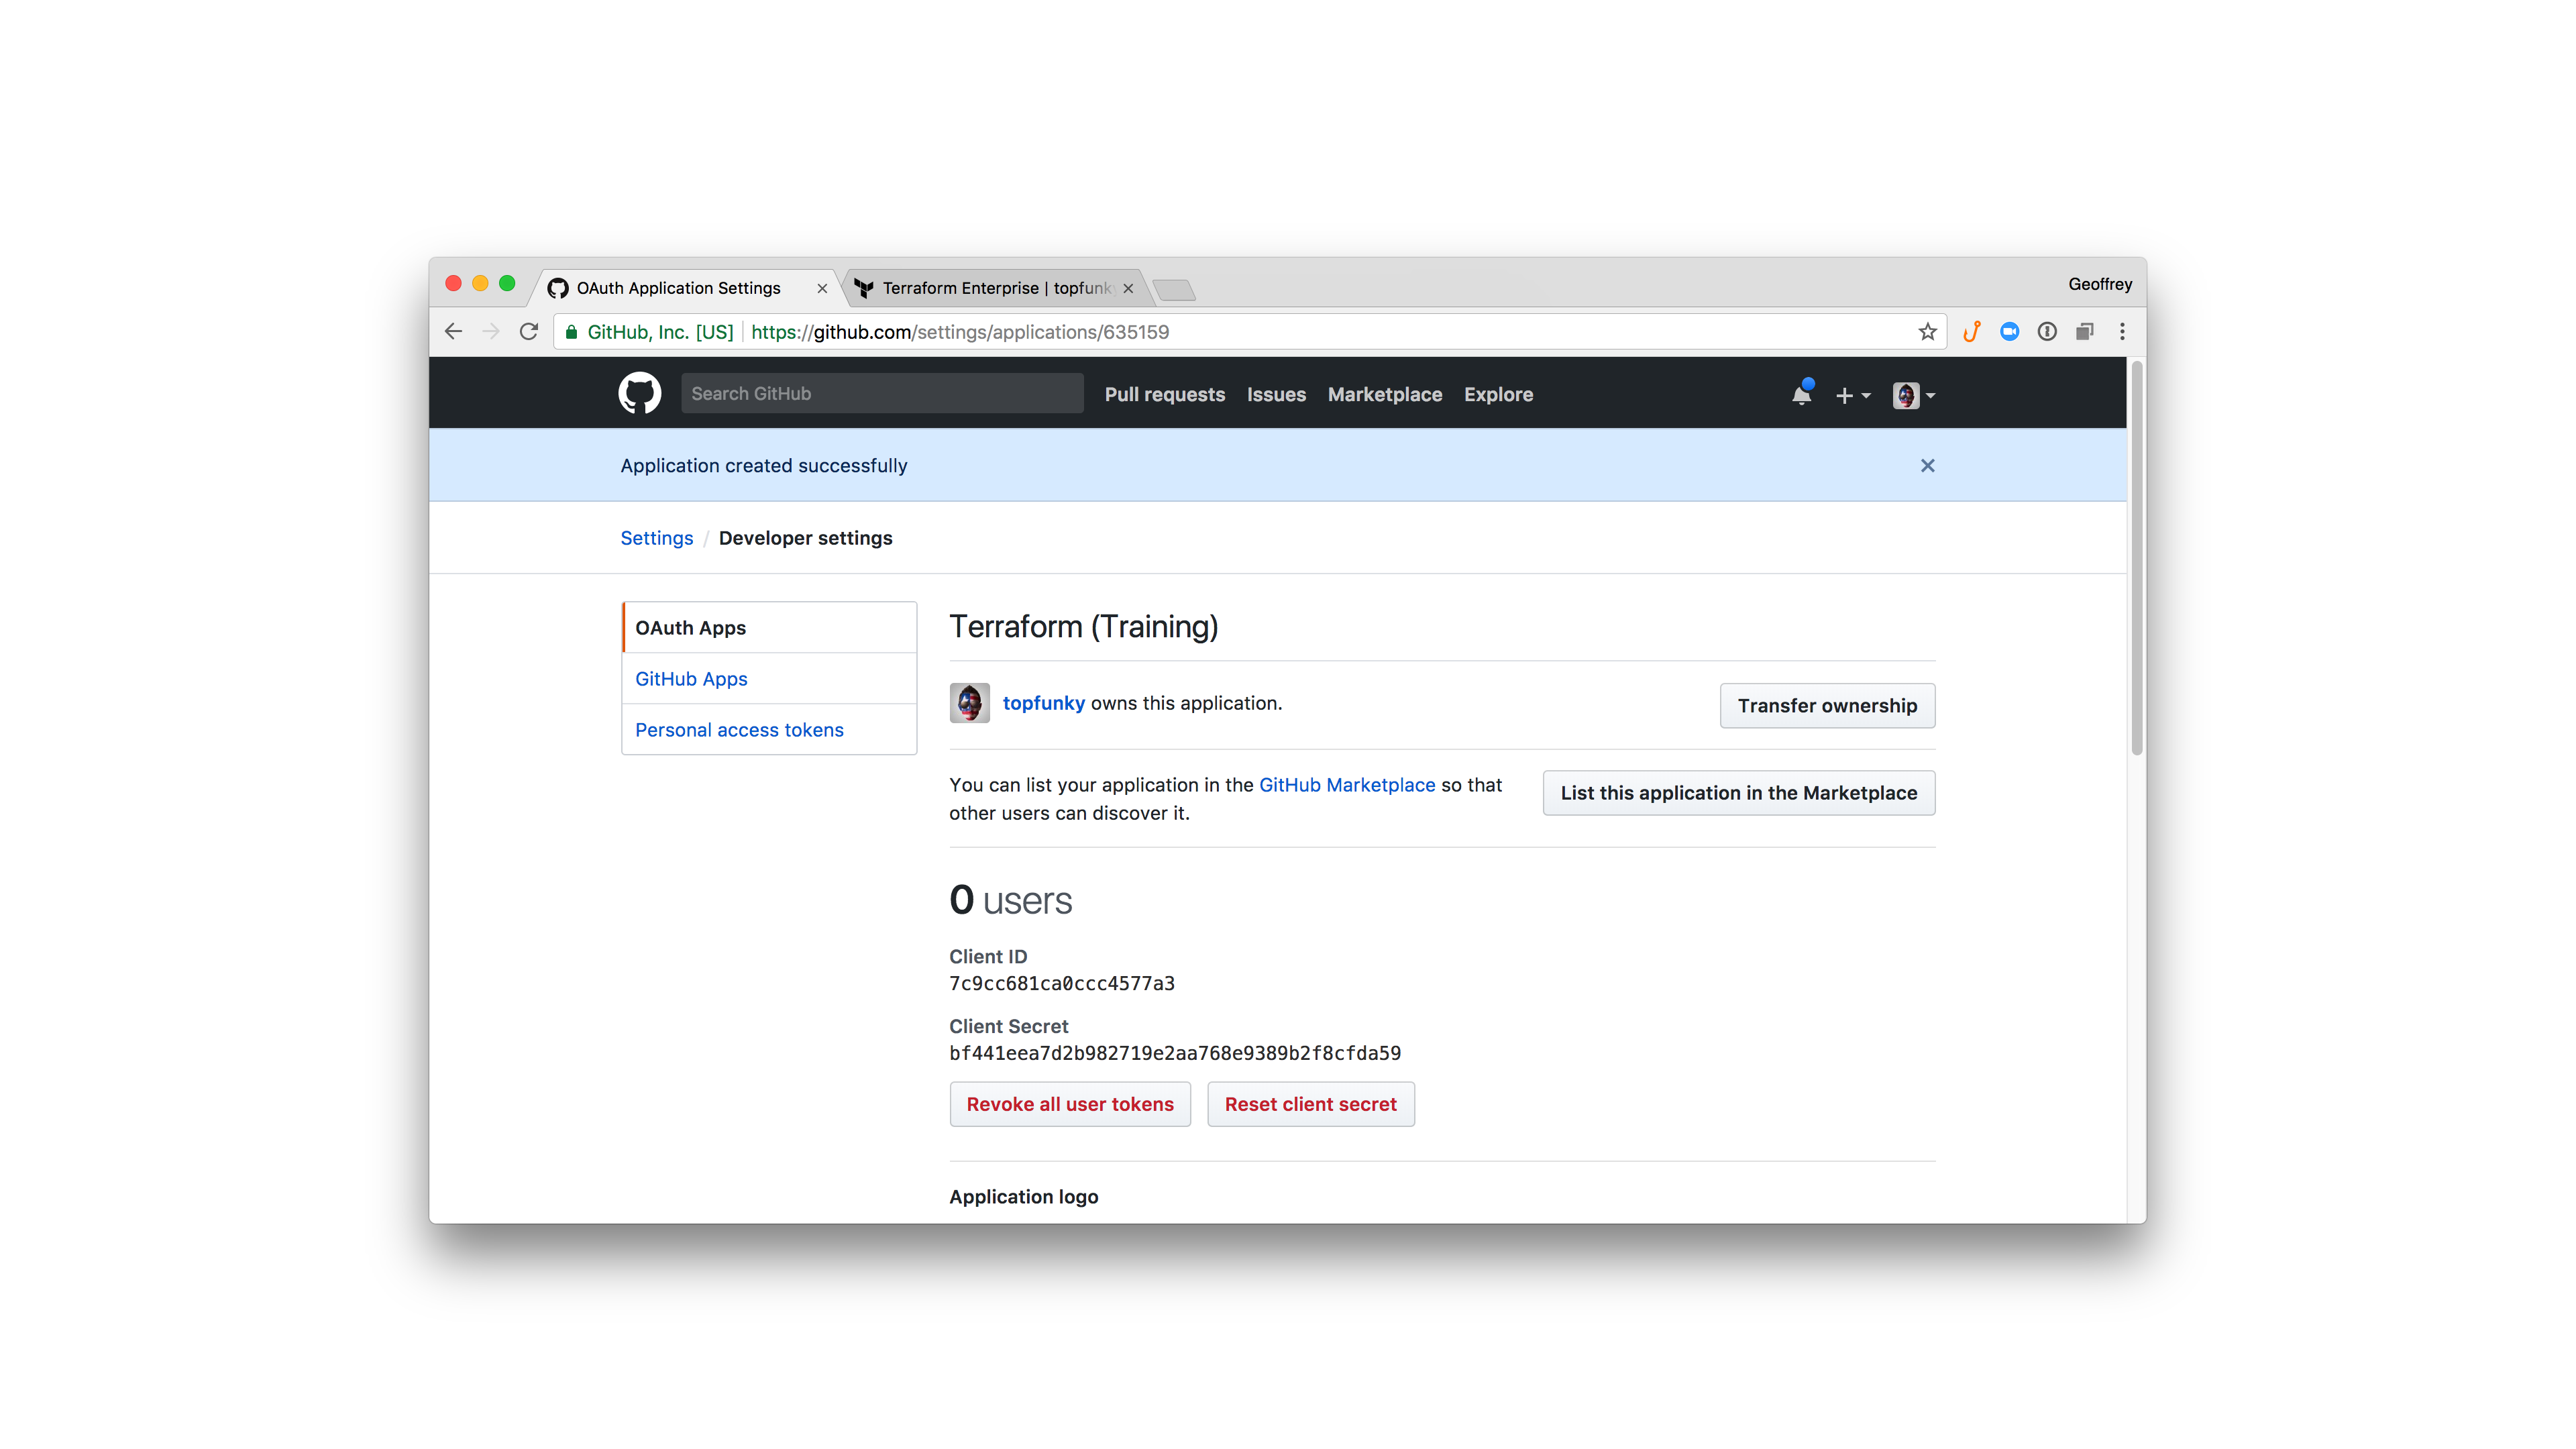 OAuth Application Settings
Terraform Enterprise | topfunk
Geoffrey
GitHub, Inc. [US]
https://github.com/settings/applications/635159
Search GitHub
Pull requests
Issues
Marketplace
Explore
Application created successfully
Settings / Developer settings
OAuth Apps
GitHub Apps
Personal access tokens
Terraform (Training)
topfunky owns this application.
Transfer ownership
You can list your application in the GitHub Marketplace so that
other users can discover it.
List this application in the Marketplace
0 users
Client ID
7c9cc681ca0ccc4577a3
Client Secret
bf441eea7d2b982719e2aa768e9389b2f8cfda59
Revoke all user tokens
Reset client secret
Application logo